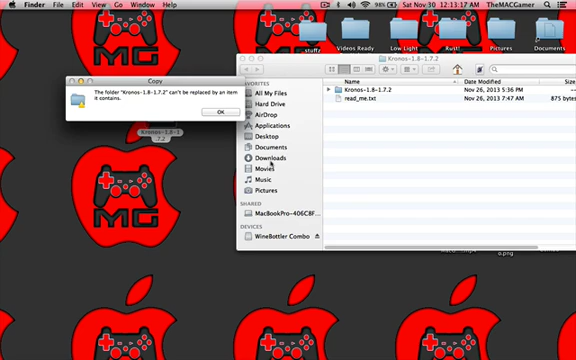 Finder File Edit View Go Window Help
98% Sat Nov 30 12:13:17 AM TheMACGamer
..stuffz Videos Ready Low Light Rust! Pictures Documents
Copy
The folder "Kronos-1.8-1.7.2" can't be replaced by an item
it contains.
OK
Kronos-1.8-1
.7.2
Kronos-1.8-1.7.2
FAVORITES
All My Files
Hard Drive
AirDrop
Applications
Desktop
Documents
Downloads
Movies
Music
Pictures
SHARED
MacBookPro-406C8F...
DEVICES
WineBottler Combo
Name Date Modified Size
Kronos-1.8-1.7.2 Nov 26, 2013 5:36 PM --
read_me.txt Nov 26, 2013 7:47 AM 875 bytes
o.png
MG
MG